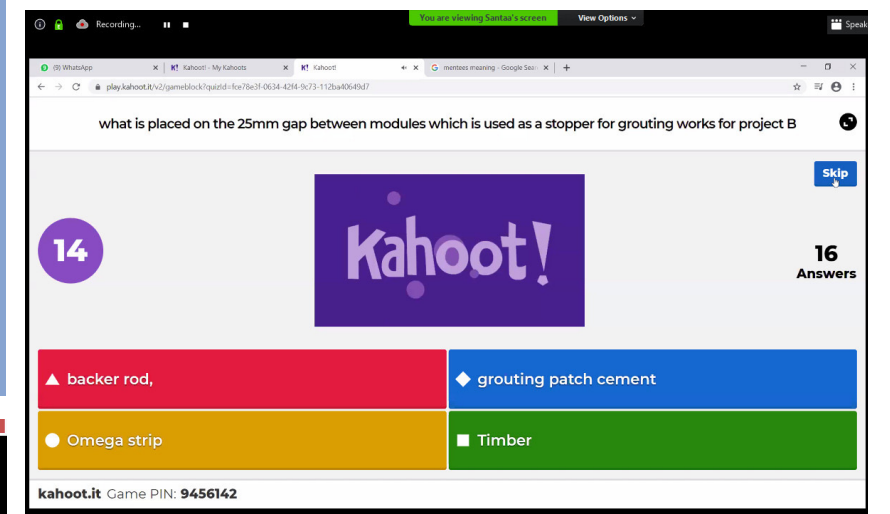 Recording...
You are viewing Santaa's screen
View Options
Speak
(9) WhatsApp
K! Kahoot! - My Kahoots
K! Kahoot!
G mentees meaning - Google Sea
play.kahoot.it/v2/gameblock?quizId=fce78e3f-0634-42f4-9c73-112ba40649d7
what is placed on the 25mm gap between modules which is used as a stopper for grouting works for project B
Skip
14
Kahoot!
16
Answers
backer rod,
grouting patch cement
Omega strip
Timber
kahoot.it Game PIN: 9456142